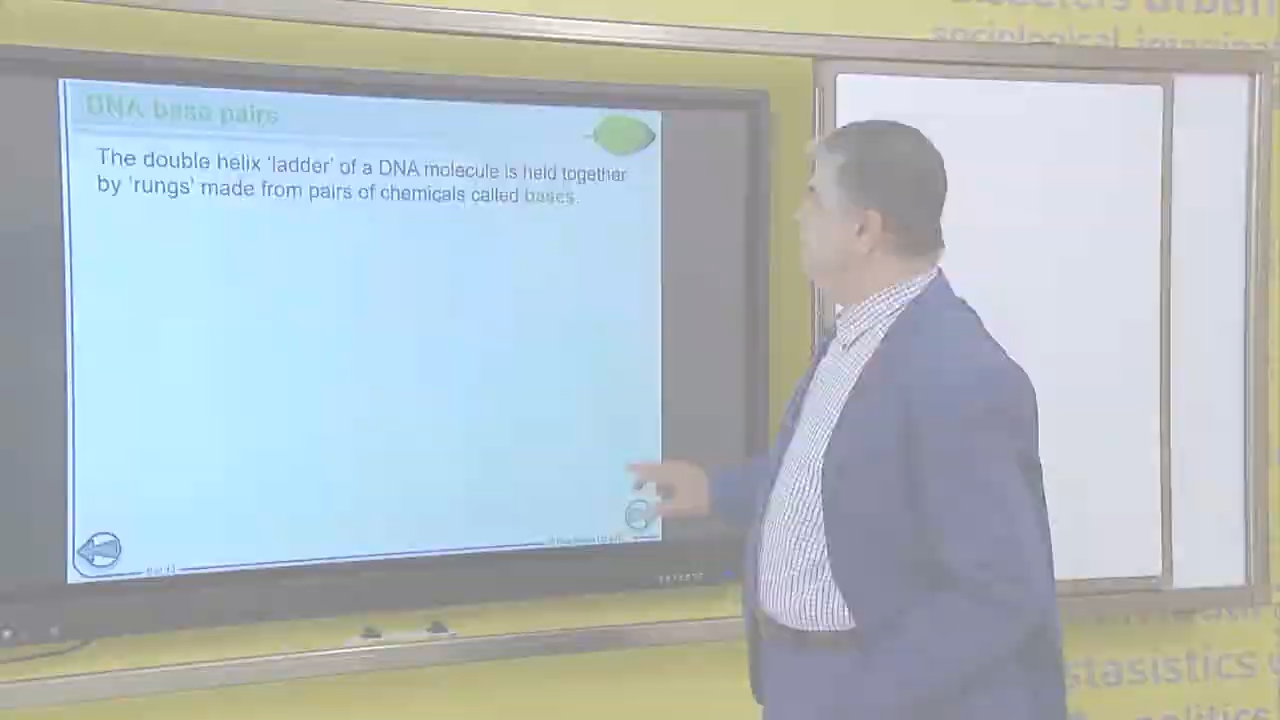 DNA base pairs
The double helix 'ladder' of a DNA molecule is held together
by 'rungs' made from pairs of chemicals called bases.
sociological
stasistics
politics